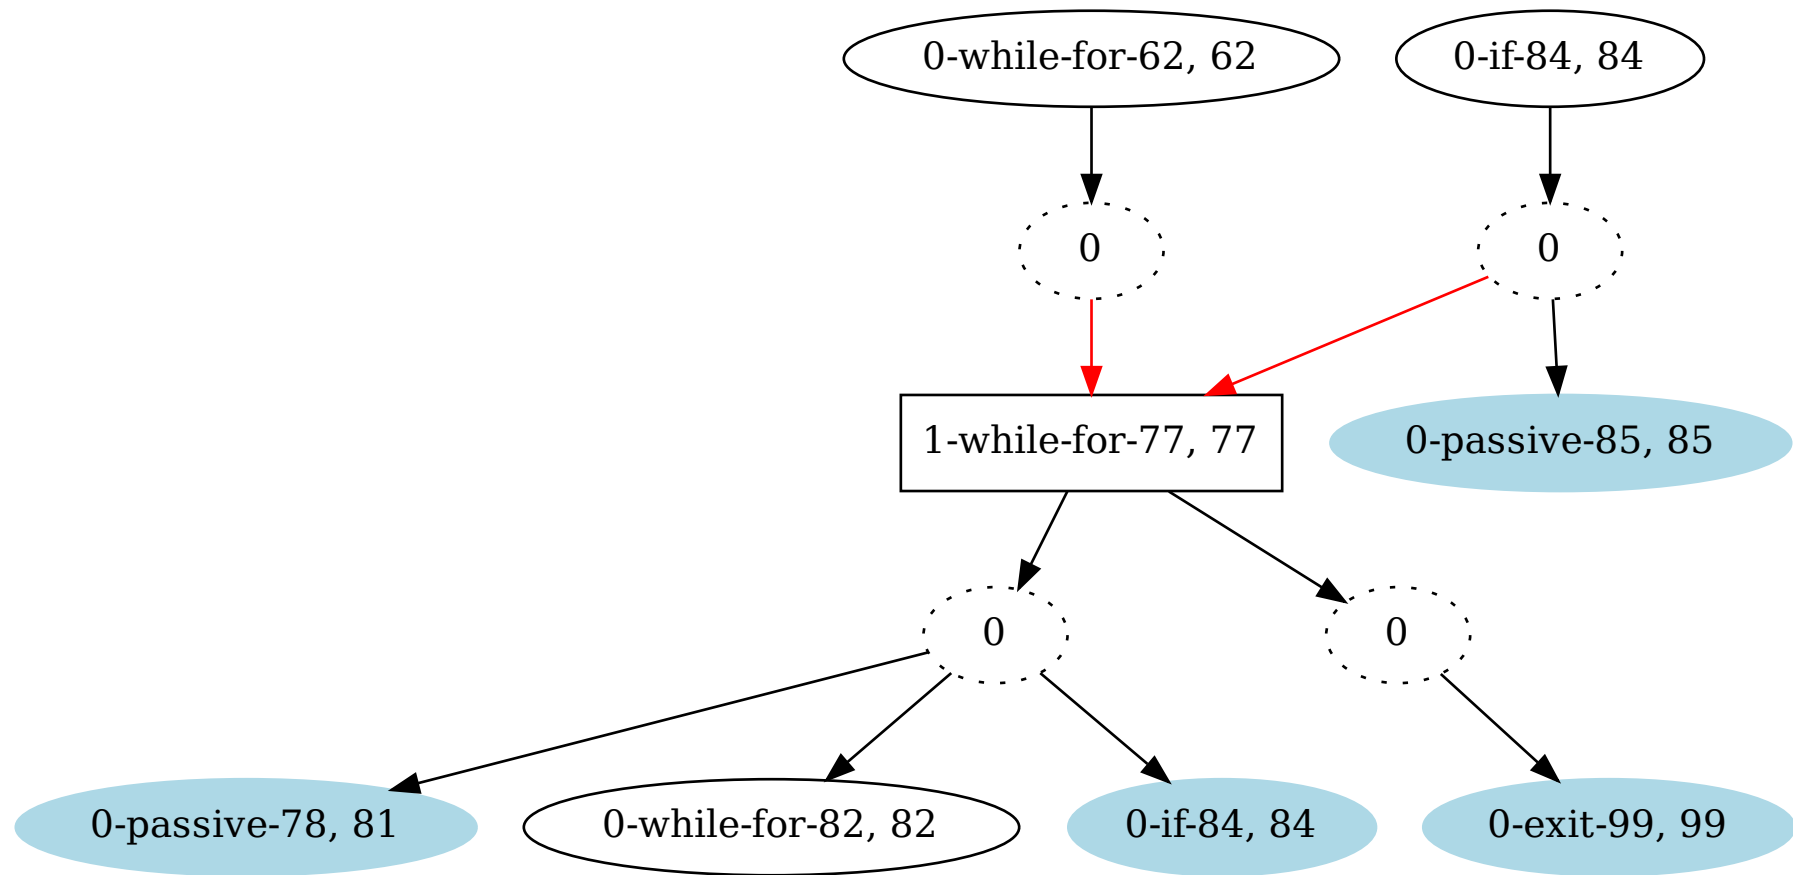 0-while-for-62, 62
0-if-84, 84
0
0
1-while-for-77, 77
0-passive-85, 85
0
0
0-passive-78, 81
0-while-for-82, 82
0-if-84, 84
0-exit-99, 99